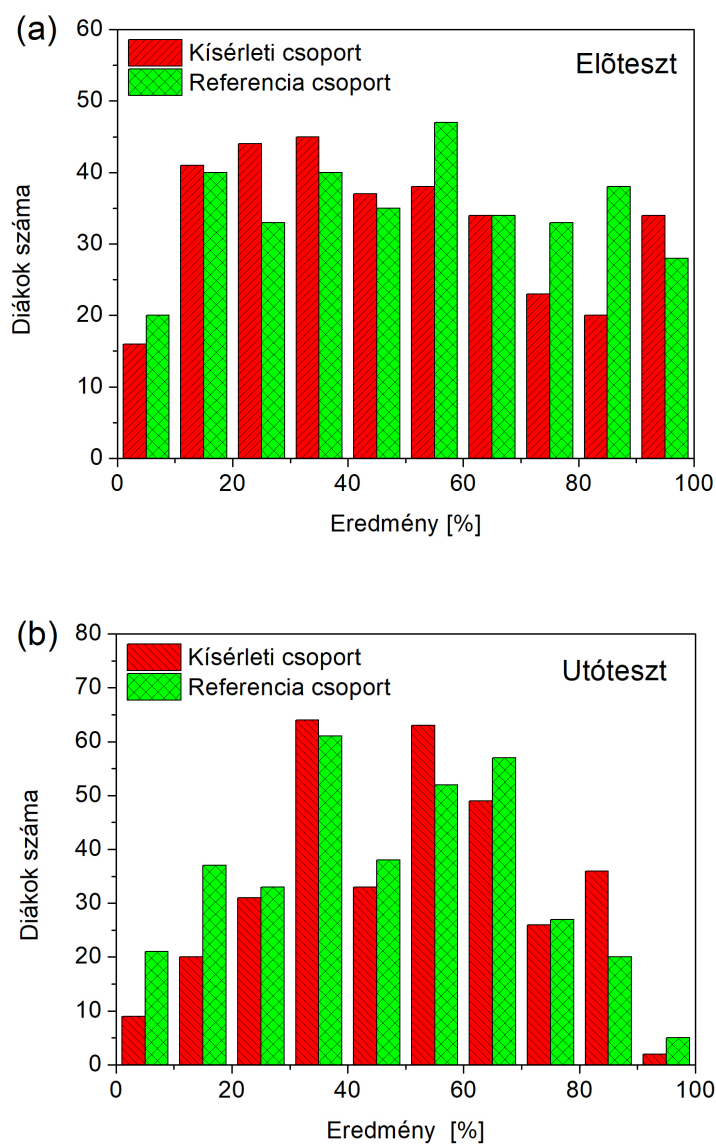 (a)
60
50
40
30
20
10
0
Diákok száma
Kísérleti csoport
Referencia csoport
Elõteszt
0 20 40 60 80 100
Eredmény [%]
(b)
80
70
60
50
40
30
20
10
0
Diákok száma
Kísérleti csoport
Referencia csoport
Utóteszt
0 20 40 60 80 100
Eredmény [%]